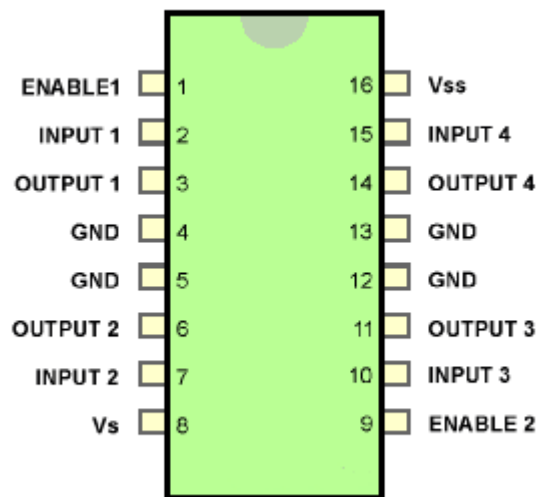 ENABLE1 1 16 Vss
INPUT 1 2 15 INPUT 4
OUTPUT 1 3 14 OUTPUT 4
GND 4 13 GND
GND 5 12 GND
OUTPUT 2 6 11 OUTPUT 3
INPUT 2 7 10 INPUT 3
Vs 8 9 ENABLE 2